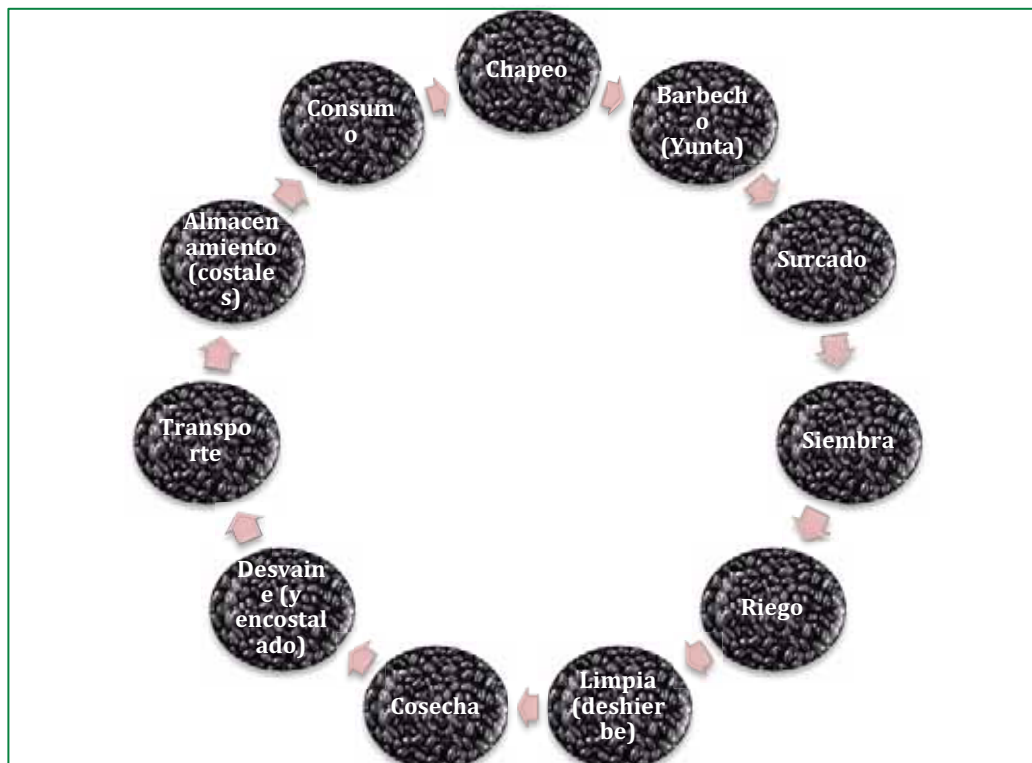 Chapeo
Barbech
o
(Yunta)
Surcado
Siembra
Riego
Limpia
(deshier
be)
Cosecha
Desvain
e (y
encostal
ado)
Transpo
rte
Almacen
amiento
(costale
s)
Consum
o